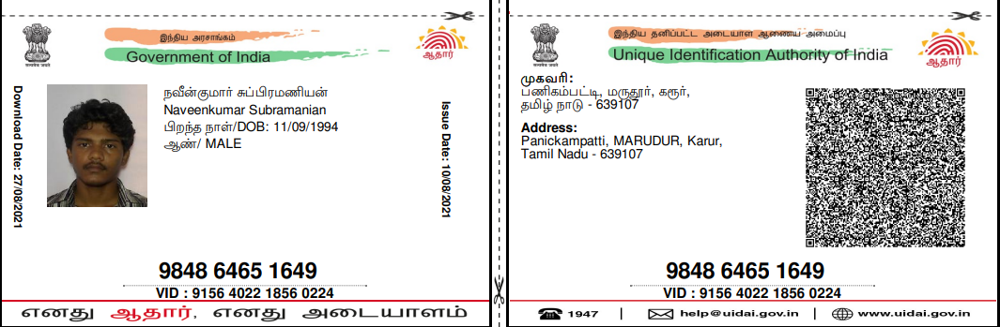 இந்திய அரசாங்கம்
Government of India
ஆதார்
Download Date: 27/08/2021
நவீன்குமார் சுப்பிரமணியன்
Naveenkumar Subramanian
பிறந்த நாள்/DOB: 11/09/1994
ஆண்/ MALE
Issue Date: 10/08/2021
9848 6465 1649
VID : 9156 4022 1856 0224
எனது ஆதார், எனது அடையாளம்
இந்திய தனிப்பட்ட அடையாள ஆணைய அமைப்பு
Unique Identification Authority of India
ஆதார்
முகவரி:
பணிகம்பட்டி, மருதூர், கரூர்,
தமிழ் நாடு - 639107
Address:
Panickampatti, MARUDUR, Karur,
Tamil Nadu - 639107
9848 6465 1649
VID : 9156 4022 1856 0224
1947 | help@uidai.gov.in | www.uidai.gov.in